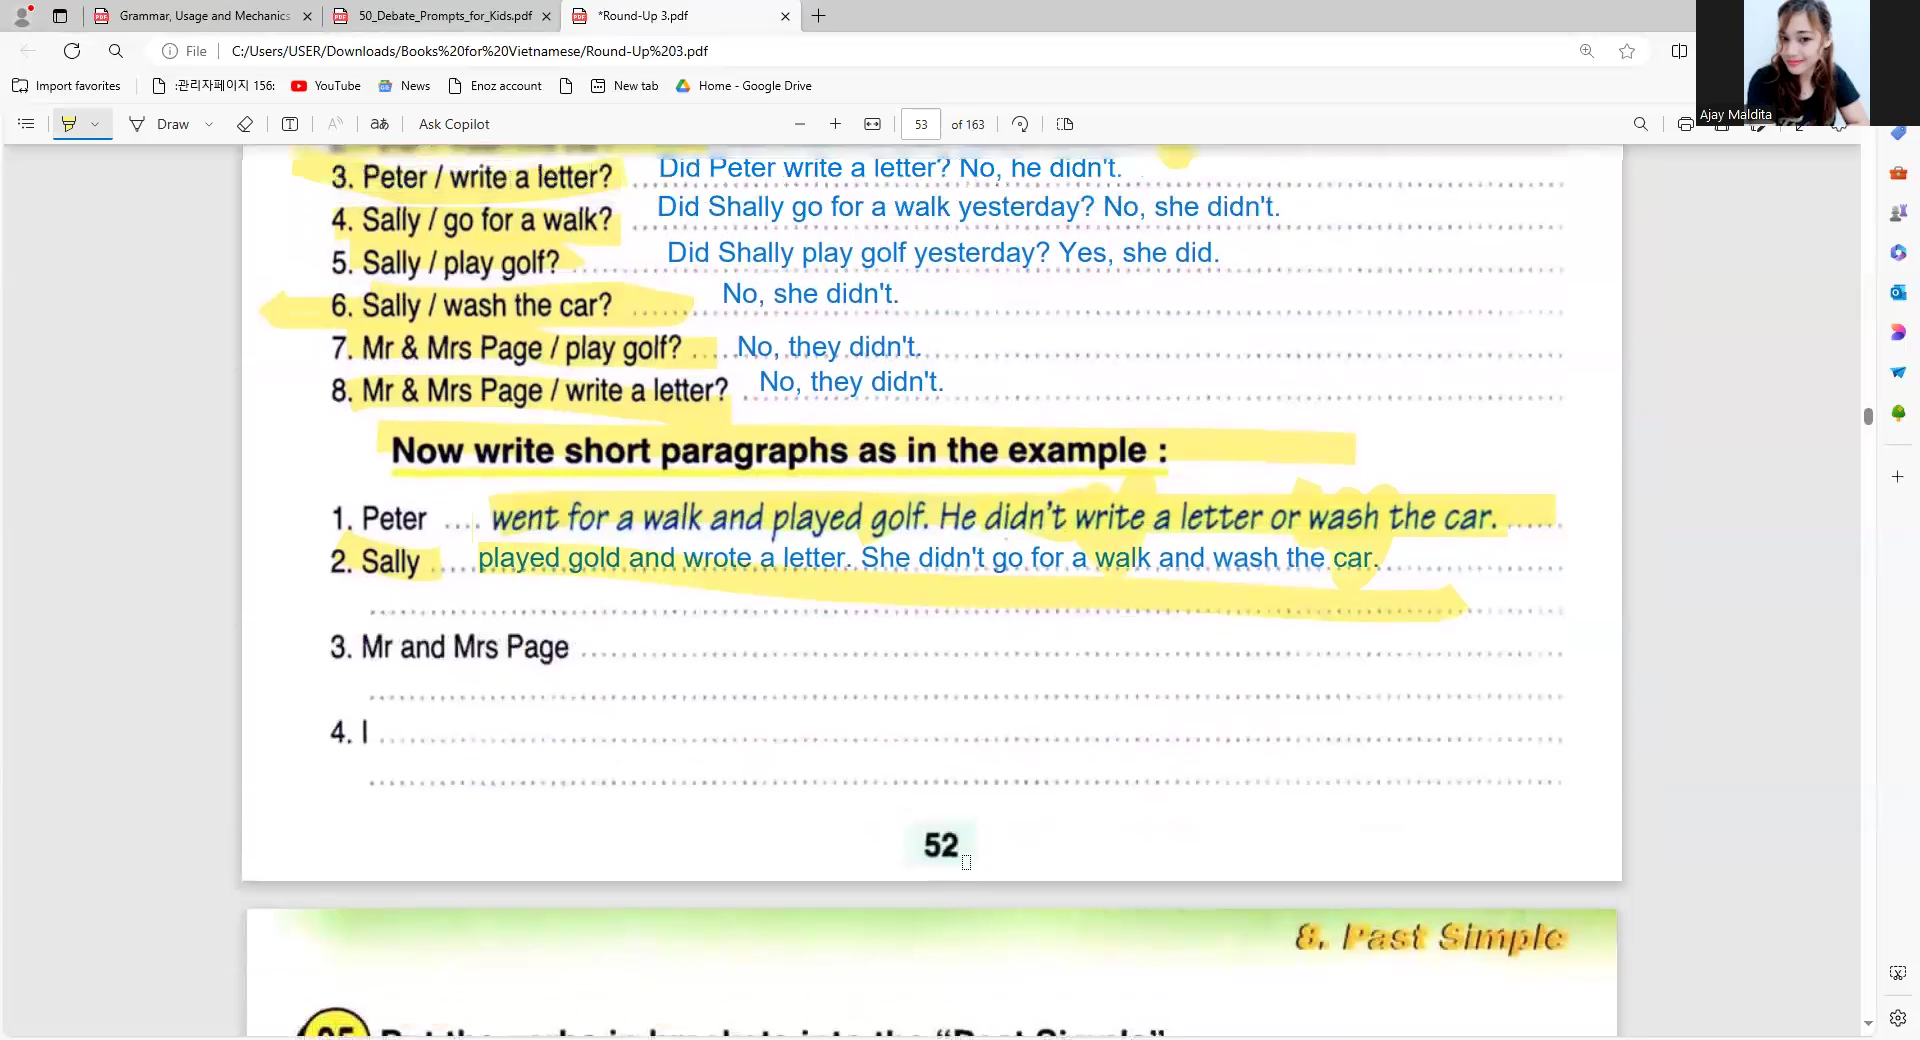 Grammar, Usage and Mechanics
50_Debate_Prompts_for_Kids.pdf
*Round-Up 3.pdf
File C:/Users/USER/Downloads/Books%20for%20Vietnamese/Round-Up%203.pdf
Import favorites :관리자페이지 156: YouTube News Enoz account New tab Home - Google Drive
Draw Ask Copilot 53 of 163
Ajay Maldita
3. Peter / write a letter? Did Peter write a letter? No, he didn't.
4. Sally / go for a walk? Did Shally go for a walk yesterday? No, she didn't.
5. Sally / play golf? Did Shally play golf yesterday? Yes, she did.
6. Sally / wash the car? No, she didn't.
7. Mr & Mrs Page / play golf? No, they didn't.
8. Mr & Mrs Page / write a letter? No, they didn't.
Now write short paragraphs as in the example :
1. Peter .... went for a walk and played golf. He didn't write a letter or wash the car.
2. Sally played gold and wrote a letter. She didn't go for a walk and wash the car.
3. Mr and Mrs Page
4. I
52
8. Past Simple